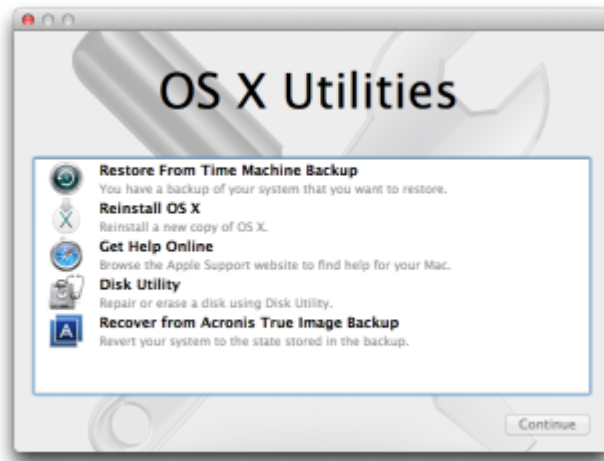 OS X Utilities
Restore From Time Machine Backup
You have a backup of your system that you want to restore.
Reinstall OS X
Reinstall a new copy of OS X.
Get Help Online
Browse the Apple Support website to find help for your Mac.
Disk Utility
Repair or erase a disk using Disk Utility.
Recover from Acronis True Image Backup
Revert your system to the state stored in the backup.
Continue